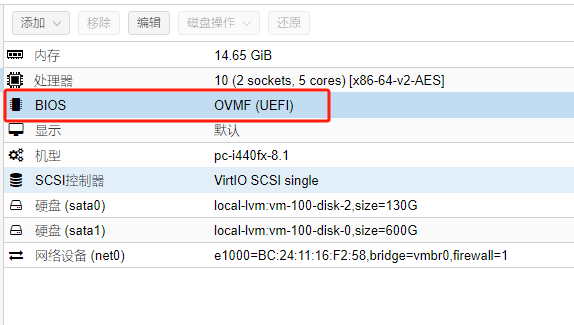 添加 移除 编辑 磁盘操作 还原
内存 14.65 GiB
处理器 10 (2 sockets, 5 cores) [x86-64-v2-AES]
BIOS OVMF (UEFI)
显示 默认
机型 pc-i440fx-8.1
SCSI控制器 VirtIO SCSI single
硬盘 (sata0) local-lvm:vm-100-disk-2,size=130G
硬盘 (sata1) local-lvm:vm-100-disk-0,size=600G
网络设备 (net0) e1000=BC:24:11:16:F2:58,bridge=vmbr0,firewall=1